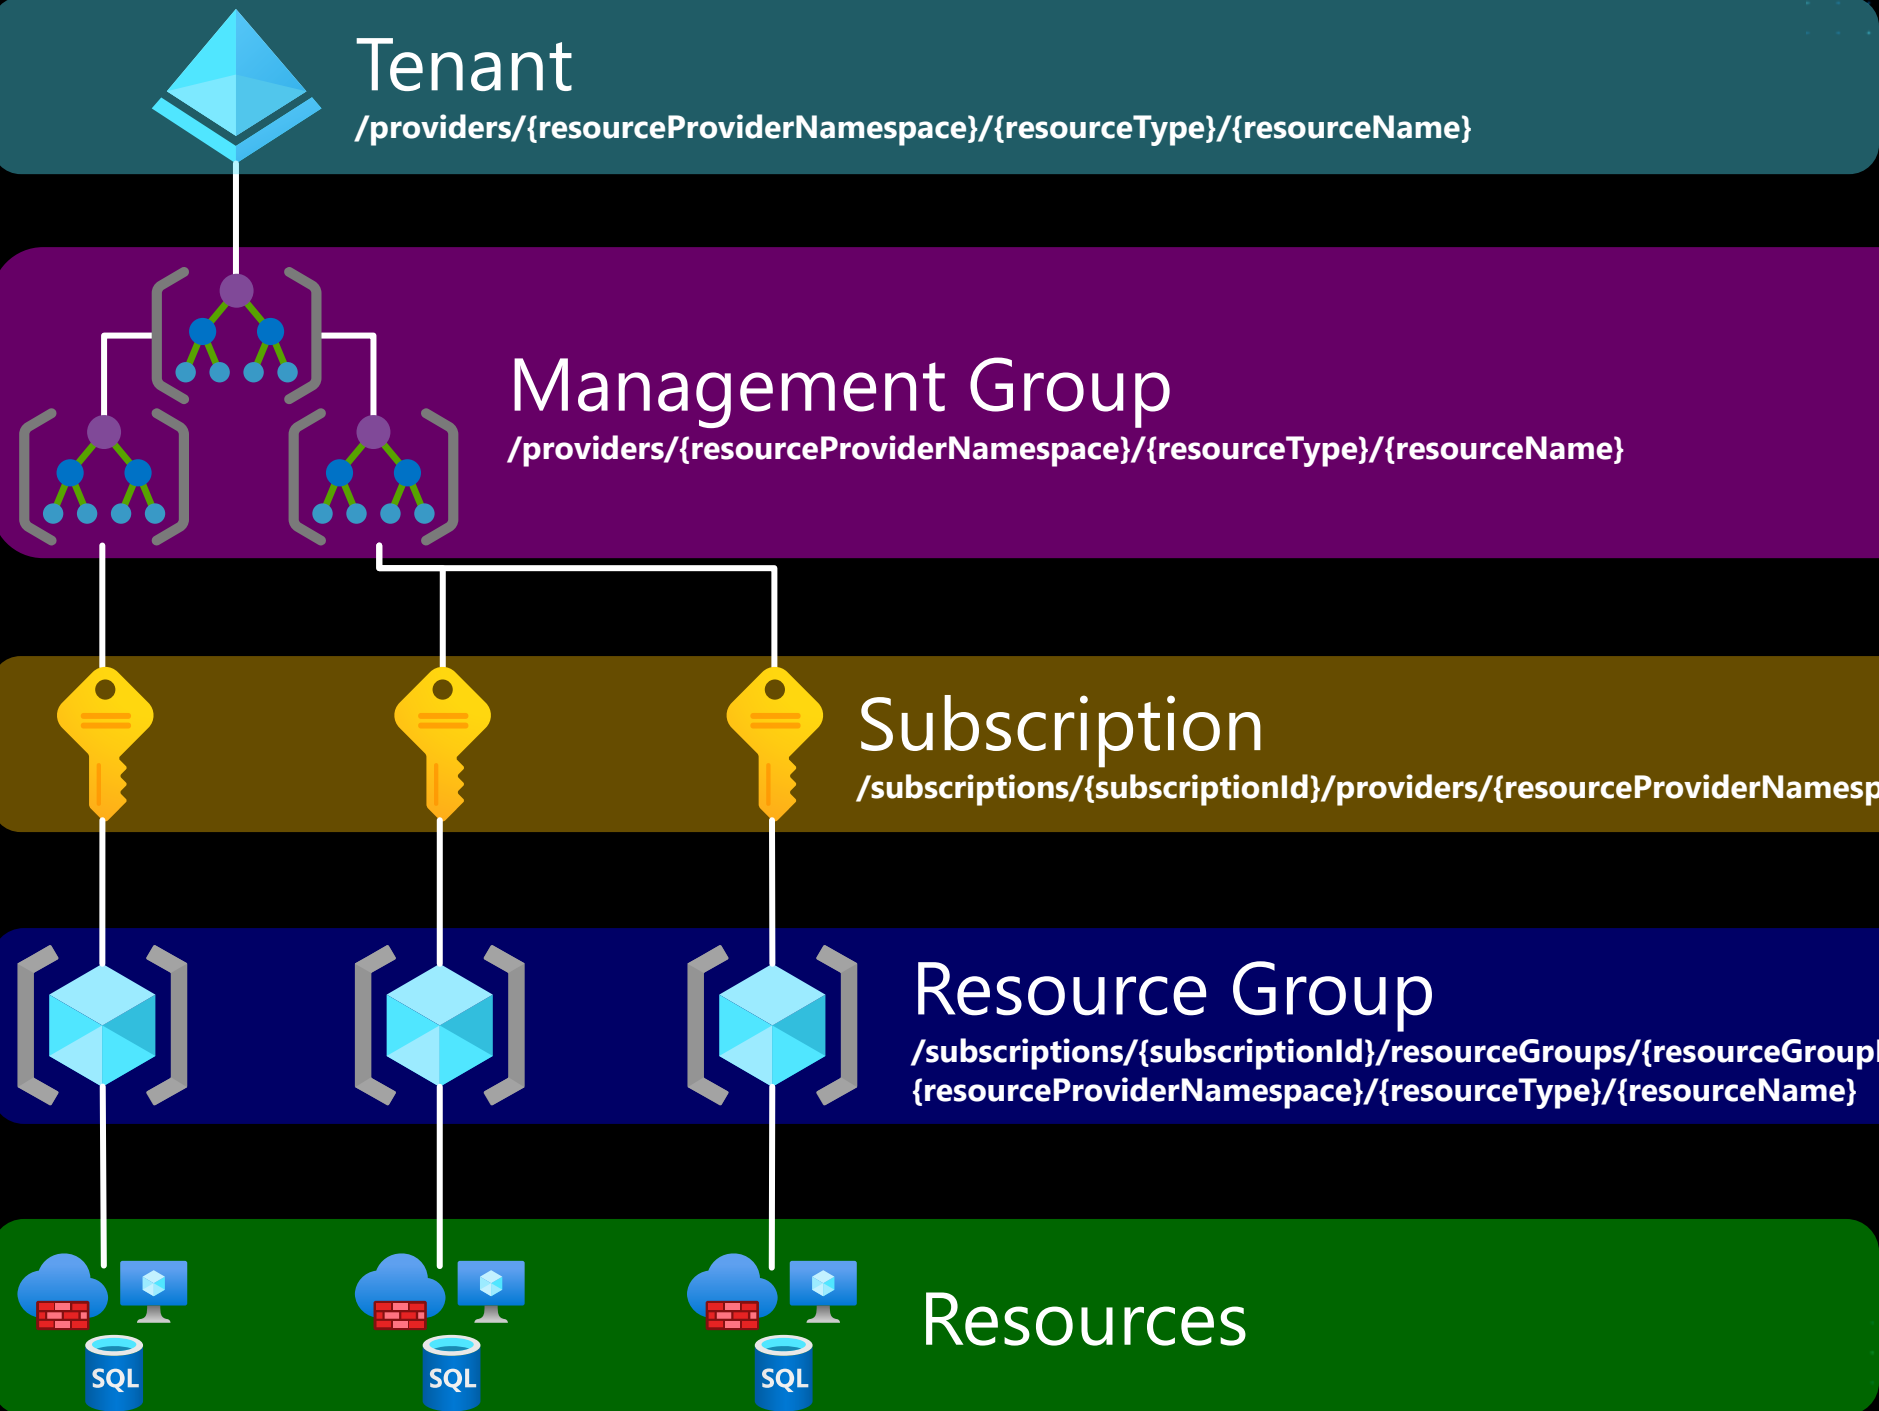 Tenant
/providers/{resourceProviderNamespace}/{resourceType}/{resourceName}
Management Group
/providers/{resourceProviderNamespace}/{resourceType}/{resourceName}
Subscription
/subscriptions/{subscriptionId}/providers/{resourceProviderNamesp
Resource Group
/subscriptions/{subscriptionId}/resourceGroups/{resourceGroup
{resourceProviderNamespace}/{resourceType}/{resourceName}
Resources
SQL SQL SQL